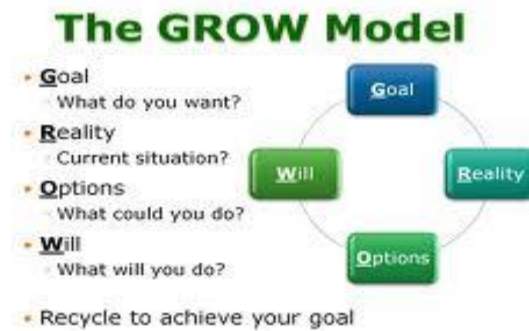 The GROW Model
• Goal
◦ What do you want?
• Reality
◦ Current situation?
• Options
◦ What could you do?
• Will
◦ What will you do?
• Recycle to achieve your goal
Goal
Reality
Options
Will